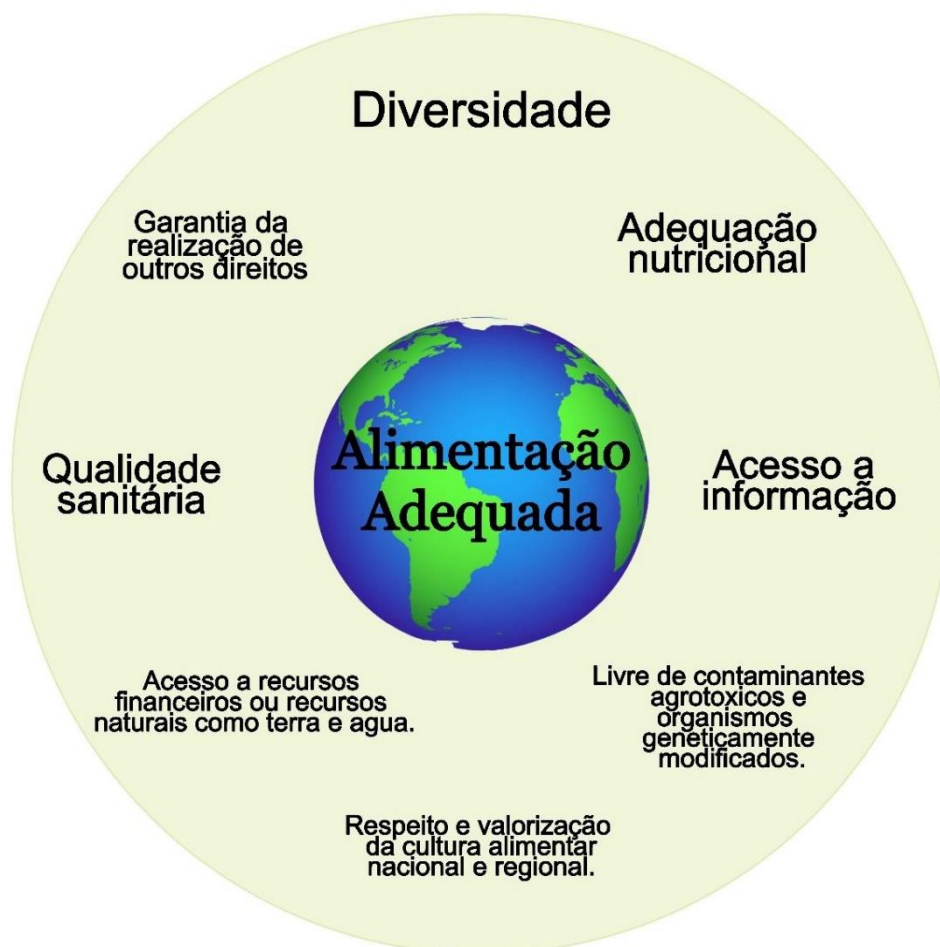 Diversidade
Garantia da
realização de
outros direitos
Adequação
nutricional
Alimentação
Adequada
Qualidade
sanitária
Acesso a
informação
Acesso a recursos
financeiros ou recursos
naturais como terra e agua.
Livre de contaminantes
agrotoxicos e
organismos
geneticamente
modificados.
Respeito e valorização
da cultura alimentar
nacional e regional.